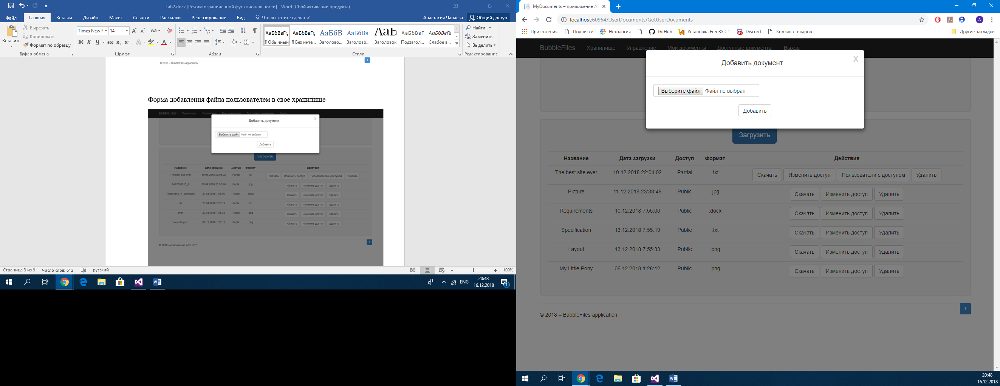 Lab2.docx [Режим ограниченной функциональности] - Word (Сбой активации продукта)
Файл Главная Вставка Дизайн Макет Ссылки Рассылки Рецензирование Вид Что вы хотите сделать? Анастасия Чапаева Общий доступ
Вставить
Вырезать
Копировать
Формат по образцу
Буфер обмена
Times New R 14
Ж К Ч abc x₂ x²
Шрифт
Абзац
АаБбВвГг, АаБбВвГг, АаБбВ АаБбВв АаБ АаБбВвГ АаБбВвГг
¶ Обычный ¶ Без инте... Заголово... Заголово... Заголовок Подзагол... Слабое в...
Стили
Найти
Заменить
Выделить
Редактирование
© 2018 – BubbleFiles application 1
Форма добавления файла пользователем в свое хранилище
BubbleFiles Хранилище Управление Мои документы Доступные документы Выход
Добавить документ X
Выберите файл Файл не выбран
Добавить
Загрузить
Название Дата загрузки Доступ Формат Действия
The best site ever 19.04.2018 22:04:02 Partial .txt Скачать Изменить доступ Пользователи с доступом Удалить
1427803613_2 19.04.2018 23:33:46 Public .jpg Скачать Изменить доступ Удалить
Trebovania_k_proectam 20.04.2018 7:55:00 Public .docx Скачать Изменить доступ Удалить
raz 20.04.2018 7:55:19 Public .txt Скачать Изменить доступ Удалить
pyat 20.04.2018 7:55:33 Public .png Скачать Изменить доступ Удалить
New Project 06.12.2018 1:26:12 Public .png Скачать Изменить доступ Удалить
© 2018 – приложение ASP.NET 1
Страница 3 из 9 Число слов: 612 русский 100%
ENG 20:48
16.12.2018 1
MyDocuments – приложение AS
localhost:60954/UserDocuments/GetUserDocuments
Приложения Подписки Нетология GitHub Установка FreeBSD 1 Discord Корзина товаров Другие закладки
BubbleFiles Хранилище Управление Мои документы Доступные документы Выход
Добавить документ X
Выберите файл Файл не выбран
Добавить
Загрузить
Название Дата загрузки Доступ Формат Действия
The best site ever 10.12.2018 22:04:02 Partial .txt Скачать Изменить доступ Пользователи с доступом Удалить
Picture 11.12.2018 23:33:46 Public .jpg Скачать Изменить доступ Удалить
Requirements 10.12.2018 7:55:00 Public .docx Скачать Изменить доступ Удалить
Specification 13.12.2018 7:55:19 Public .txt Скачать Изменить доступ Удалить
Layout 13.12.2018 7:55:33 Public .png Скачать Изменить доступ Удалить
My Little Pony 06.12.2018 1:26:12 Public .png Скачать Изменить доступ Удалить
1
© 2018 – BubbleFiles application
20:48
16.12.2018